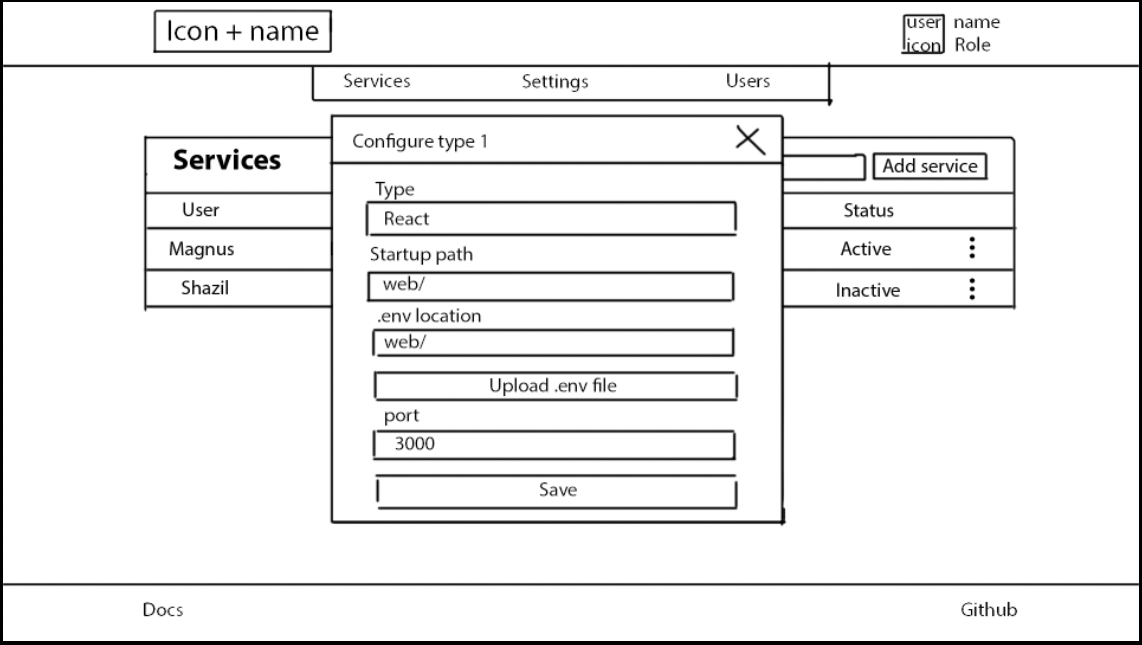 Icon + name
user name
icon Role
Services Settings Users
Configure type 1
Services
Add service
Type
User
React
Status
Magnus
Startup path
Active
Shazil
web/
Inactive
.env location
web/
Upload .env file
port
3000
Save
Docs Github